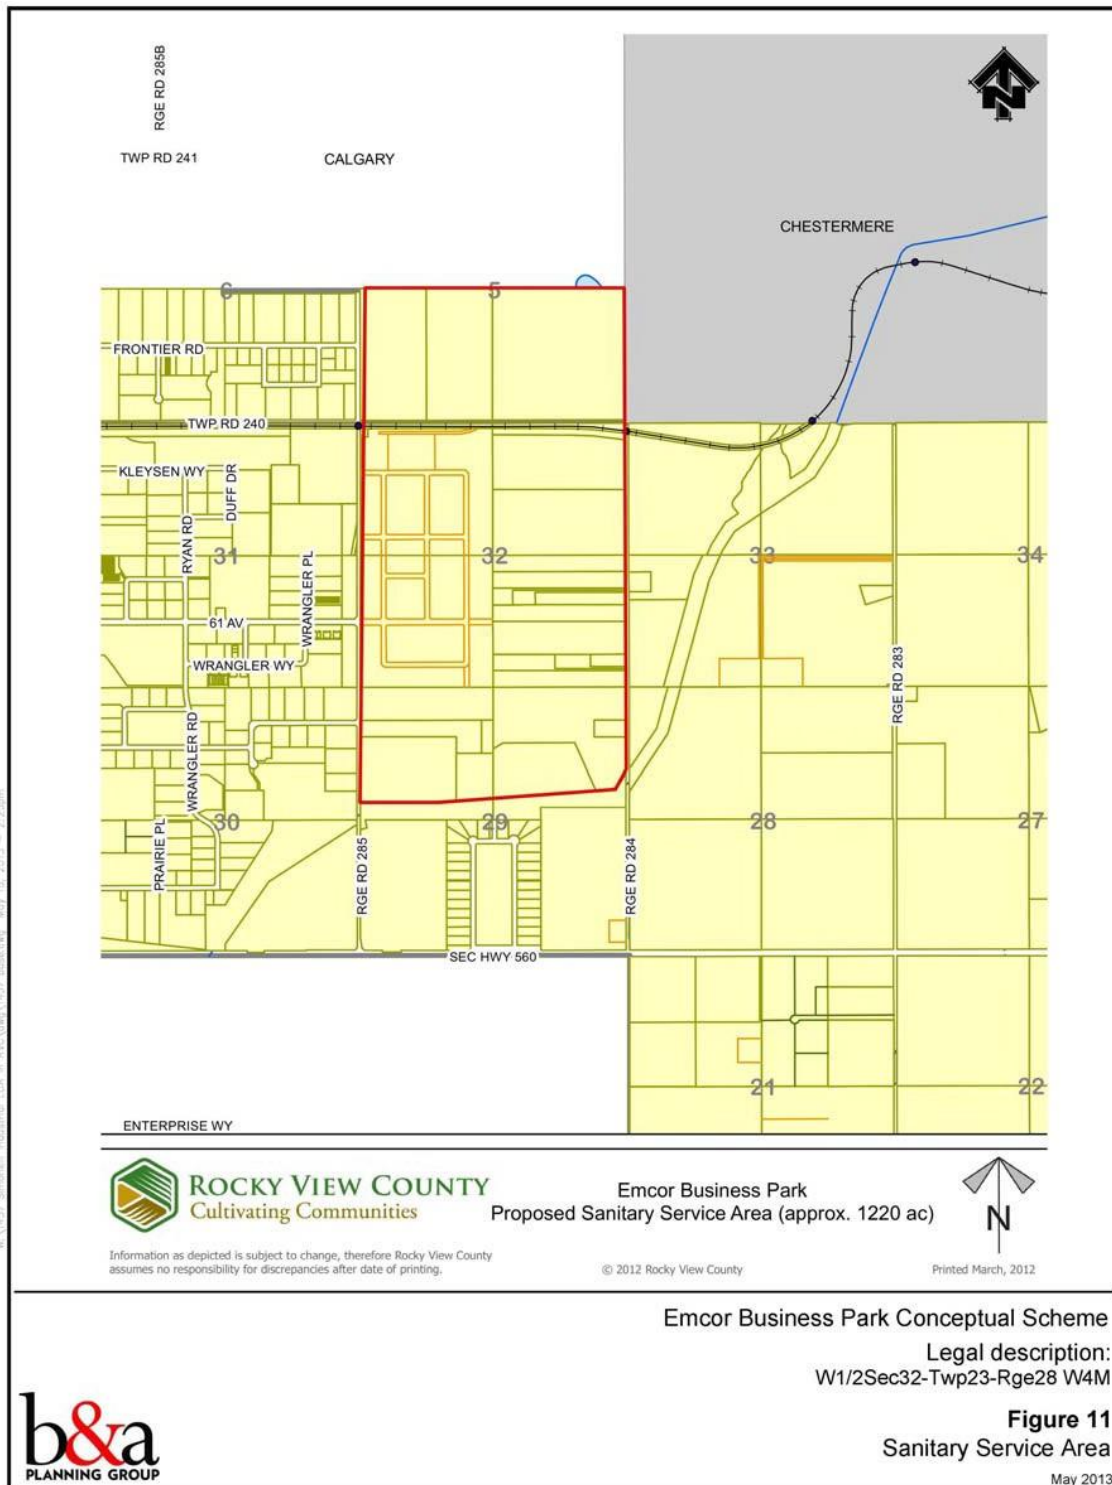 RGE RD 285B
TWP RD 241
CALGARY
N
CHESTERMERE
6
5
FRONTIER RD
TWP RD 240
KLEYSEN WY
DUFF DR
RYAN RD
31
32
33
34
WRANGLER PL
61 AV
WRANGLER WY
RGE RD 283
WRANGLER RD
30
29
28
27
PRAIRIE PL
RGE RD 285
RGE RD 284
SEC HWY 560
21
22
ENTERPRISE WY
ROCKY VIEW COUNTY
Cultivating Communities
Emcor Business Park
Proposed Sanitary Service Area (approx. 1220 ac)
N
Information as depicted is subject to change, therefore Rocky View County
assumes no responsibility for discrepancies after date of printing.
© 2012 Rocky View County
Printed March, 2012
Emcor Business Park Conceptual Scheme
Legal description:
W1/2Sec32-Twp23-Rge28 W4M
Figure 11
Sanitary Service Area
May 2013
b&a
PLANNING GROUP